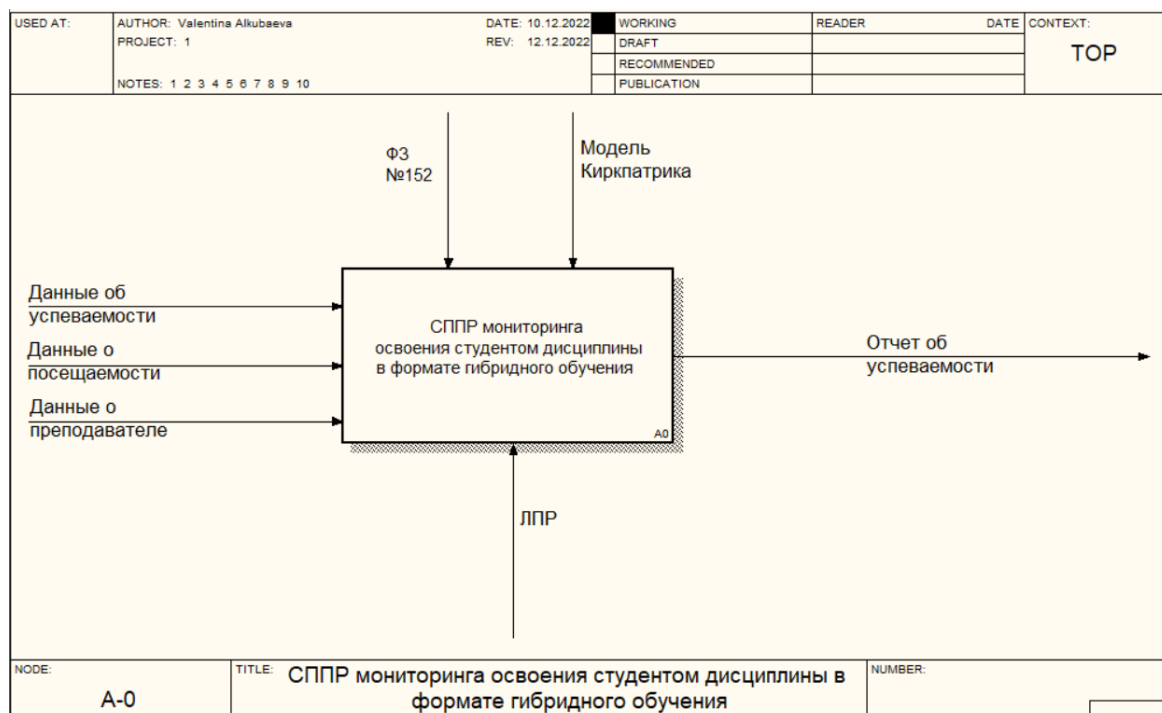 USED AT:
AUTHOR: Valentina Alkubaeva
DATE: 10.12.2022
WORKING
READER
DATE
CONTEXT:
PROJECT: 1
REV: 12.12.2022
DRAFT
TOP
RECOMMENDED
NOTES: 1 2 3 4 5 6 7 8 9 10
PUBLICATION
ФЗ
№152
Модель
Киркпатрика
Данные об
успеваемости
Данные о
посещаемости
Данные о
преподавателе
СППР мониторинга
освоения студентом дисциплины
в формате гибридного обучения
A0
Отчет об
успеваемости
ЛПР
NODE:
A-0
TITLE:
СППР мониторинга освоения студентом дисциплины в
формате гибридного обучения
NUMBER: